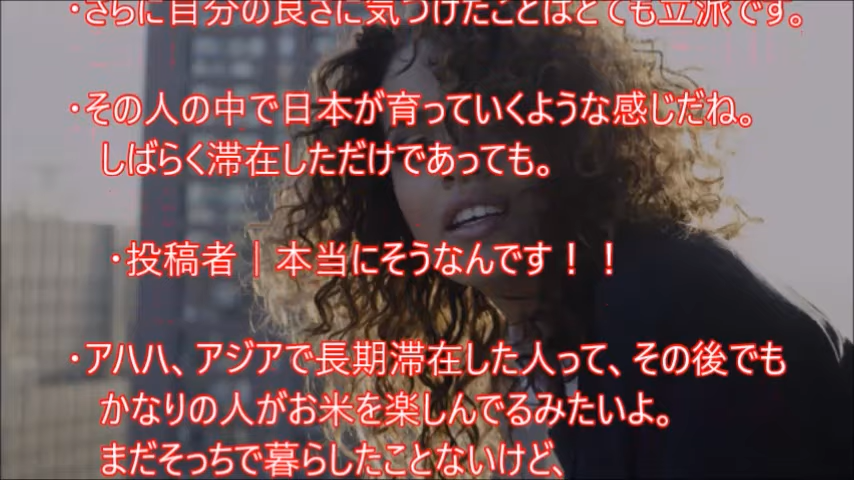 ・さらに自分の良さに気づけたことはとても立派です。
・その人の中で日本が育っていくような感じだね。
しばらく滞在しただけであっても。
・投稿者｜本当にそうなんです！！
・アハハ、アジアで長期滞在した人って、その後でも
かなりの人がお米を楽しんでるみたいよ。
まだそっちで暮らしたことないけど、